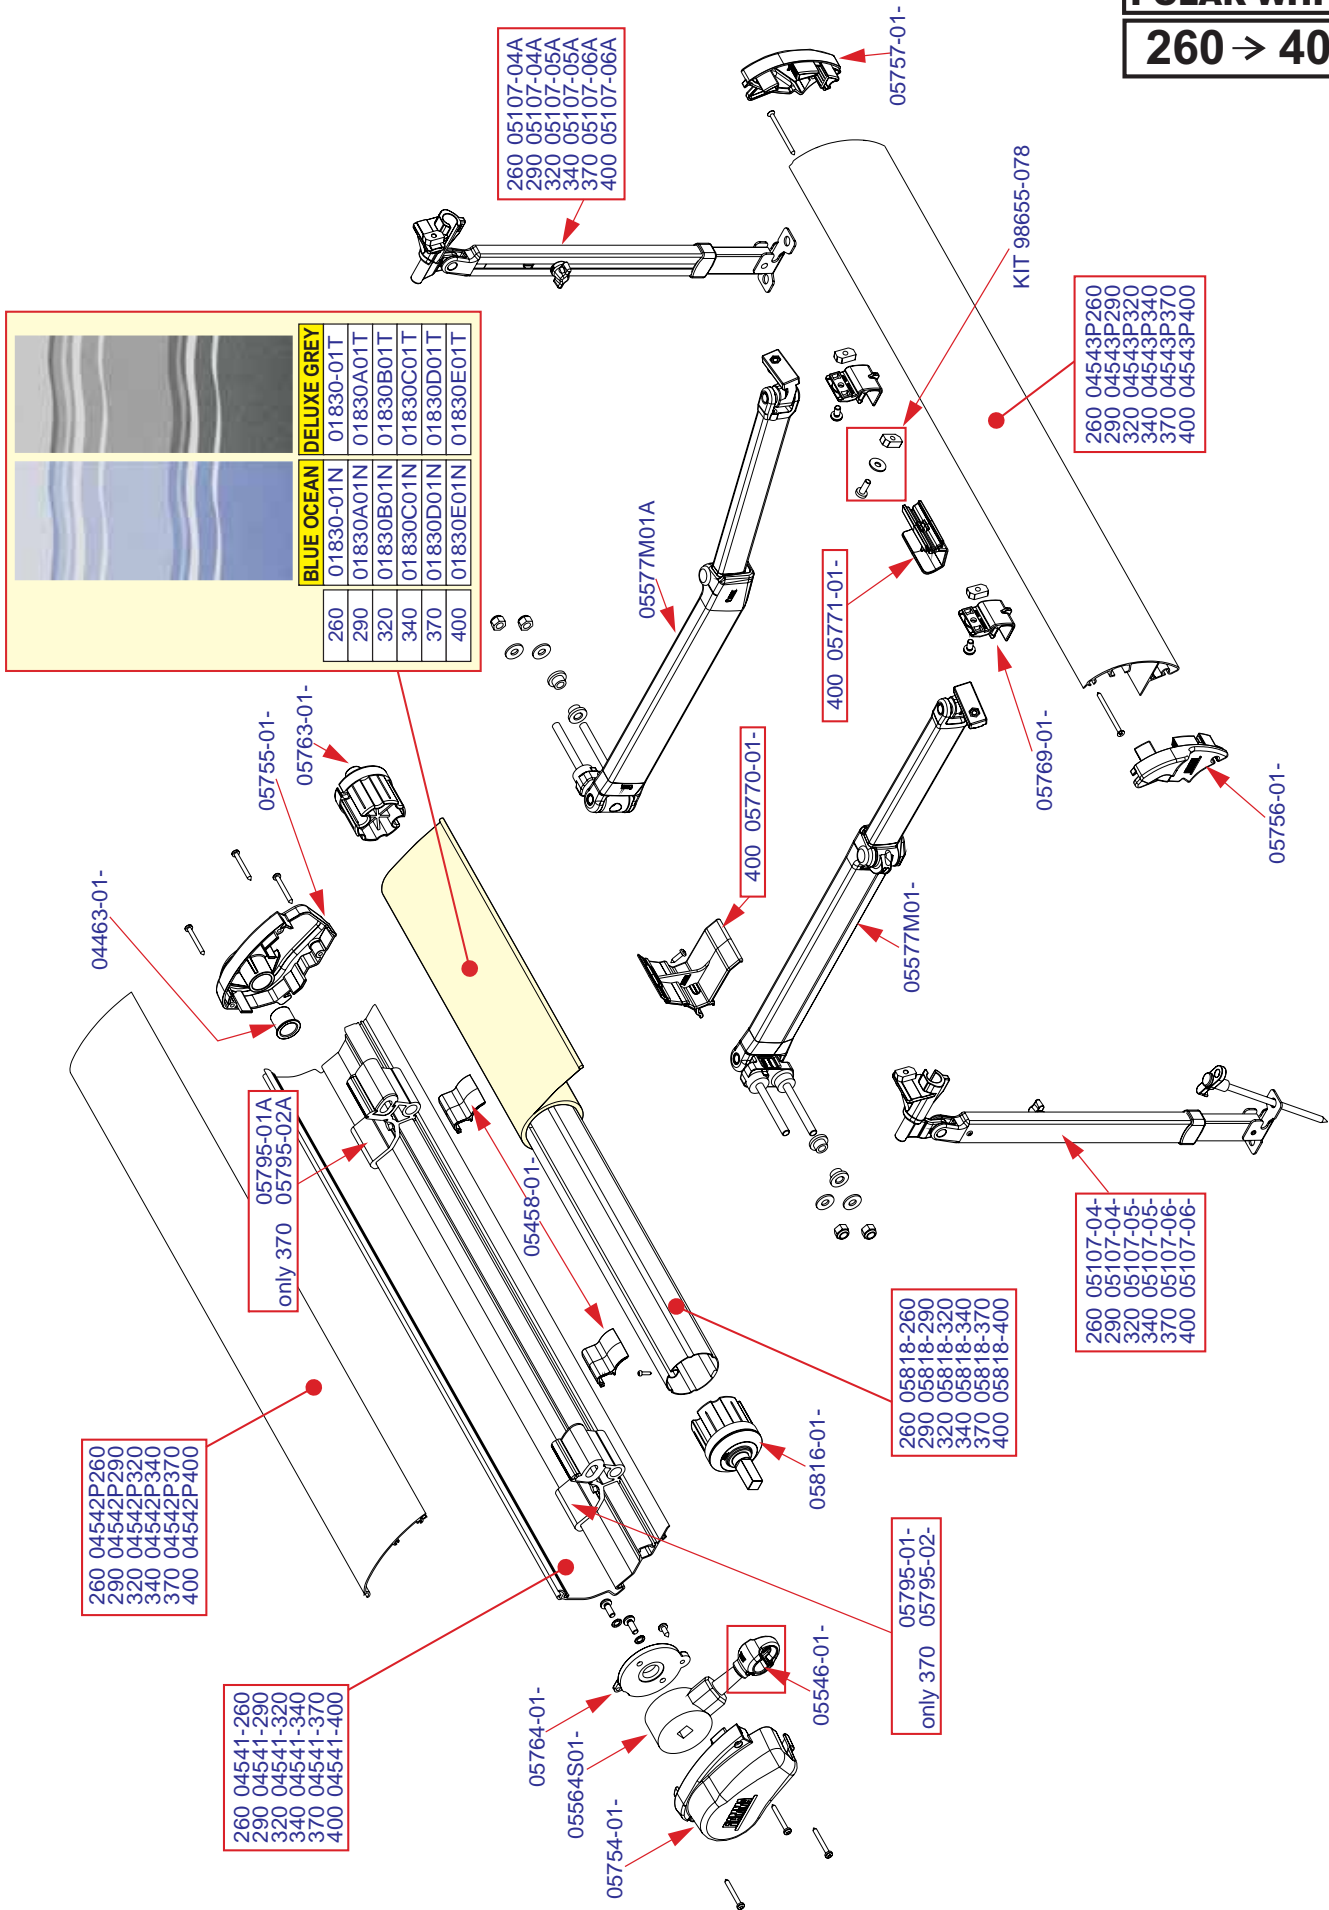 260 → 40
05757-01-
260 05107-04A
290 05107-04A
320 05107-05A
340 05107-05A
370 05107-06A
400 05107-06A
KIT 98655-078
260 04543P260
290 04543P290
320 04543P320
340 04543P340
370 04543P370
400 04543P400
BLUE OCEAN DELUXE GREY
260 01830-01N 01830-01T
290 01830A01N 01830A01T
320 01830B01N 01830B01T
340 01830C01N 01830C01T
370 01830D01N 01830D01T
400 01830E01N 01830E01T
05577M01A
400 05771-01-
05769-01-
05756-01-
05763-01-
05755-01-
04463-01-
400 05770-01-
05577M01-
05795-01A
only 370 05795-02A
05458-01-
260 05107-04-
290 05107-04-
320 05107-05-
340 05107-05-
370 05107-06-
400 05107-06-
260 05818-260
290 05818-290
320 05818-320
340 05818-340
370 05818-370
400 05818-400
05816-01-
260 04542P260
290 04542P290
320 04542P320
340 04542P340
370 04542P370
400 04542P400
05795-01-
only 370 05795-02-
260 04541-260
290 04541-290
320 04541-320
340 04541-340
370 04541-370
400 04541-400
05764-01-
05564S01-
05546-01-
05754-01-